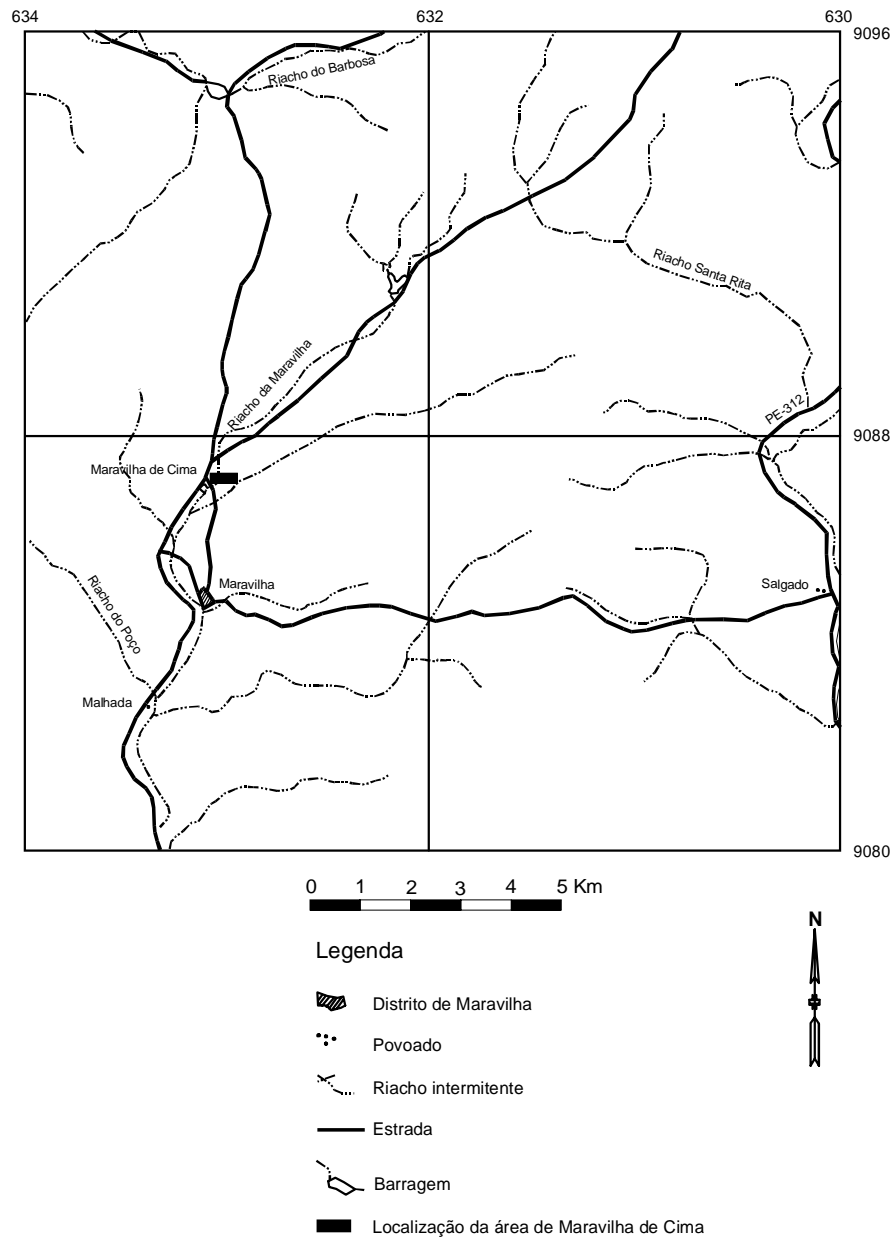 634 632 630
9096
Riacho do Barbosa
Riacho Santa Rita
Riacho da Maravilha
PE-312
9088
Maravilha de Cima
Riacho do Poço
Maravilha
Salgado
Malhada
9080
0 1 2 3 4 5 Km
N
Legenda
Distrito de Maravilha
Povoado
Riacho intermitente
Estrada
Barragem
Localização da área de Maravilha de Cima